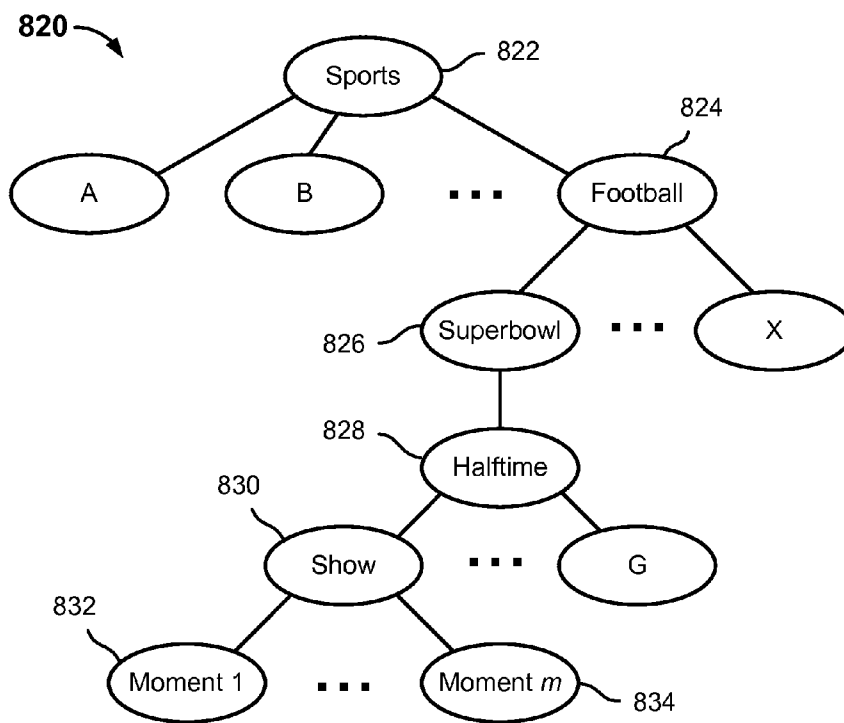 820
Sports
822
824
A
B
...
Football
826
Superbowl
...
X
828
Halftime
830
Show
...
G
832
Moment 1
...
Moment m
834